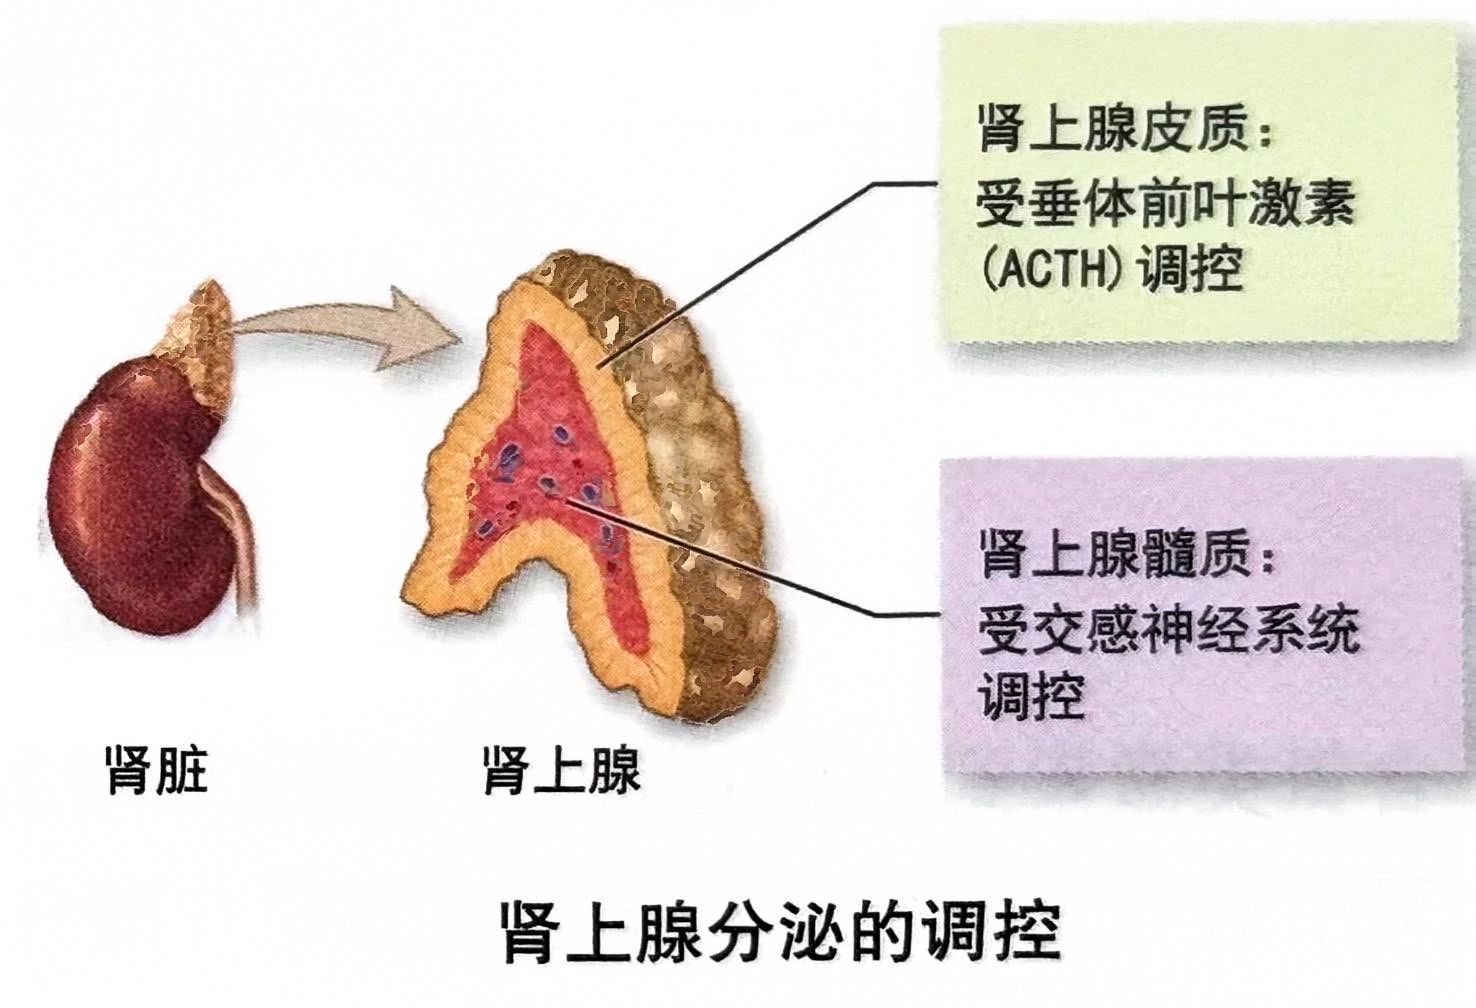 肾上腺皮质：
受垂体前叶激素
(ACTH)调控
肾上腺髓质：
受交感神经系统
调控
肾脏
肾上腺
肾上腺分泌的调控